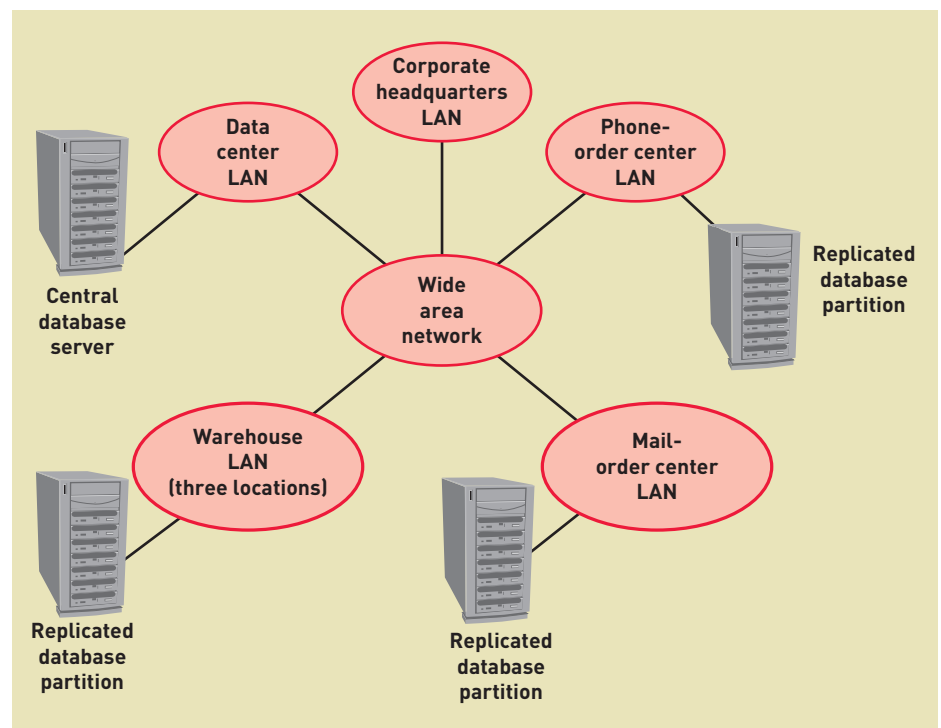 Corporate
headquarters
LAN
Data
center
LAN
Phone-
order center
LAN
Central
database
server
Wide
area
network
Replicated
database
partition
Warehouse
LAN
(three locations)
Mail-
order center
LAN
Replicated
database
partition
Replicated
database
partition